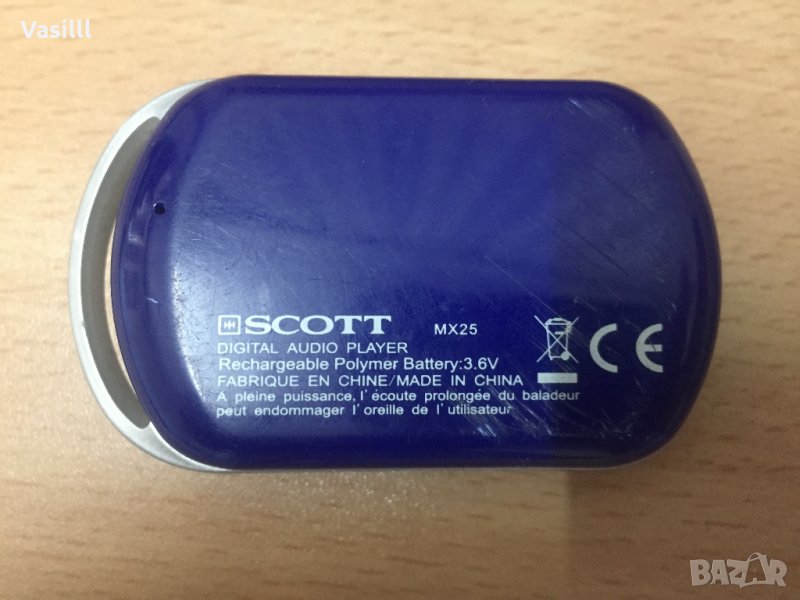 Vasilll
SCOTT MX25
DIGITAL AUDIO PLAYER
Rechargeable Polymer Battery:3.6V
FABRIQUE EN CHINE/MADE IN CHINA
A pleine puissance, l'écoute prolongée du baladeur
peut endommager l'oreille de l'utilisateur
CE
BAZAR